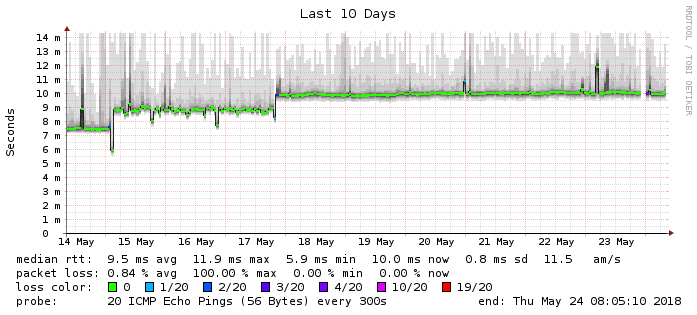 Last 10 Days
RRDTOOL / TOBI OETIKER
Seconds
14 m
13 m
12 m
11 m
10 m
9 m
8 m
7 m
6 m
5 m
4 m
3 m
2 m
1 m
0
14 May 15 May 16 May 17 May 18 May 19 May 20 May 21 May 22 May 23 May
median rtt: 9.5 ms avg 11.9 ms max 5.9 ms min 10.0 ms now 0.8 ms sd 11.5 am/s
packet loss: 0.84 % avg 100.00 % max 0.00 % min 0.00 % now
loss color: 0 1/20 2/20 3/20 4/20 10/20 19/20
probe: 20 ICMP Echo Pings (56 Bytes) every 300s end: Thu May 24 08:05:10 2018